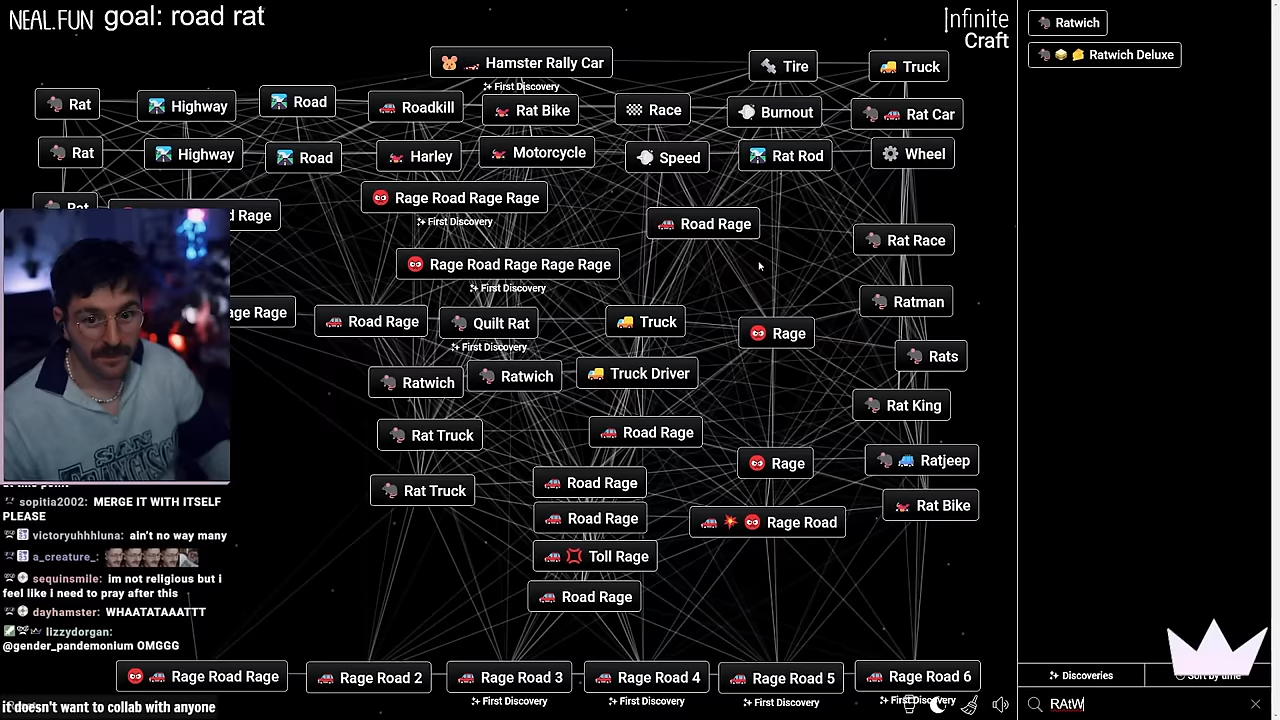 NEAL.FUN goal: road rat
Infinite
Craft
Hamster Rally Car
First Discovery
Tire
Truck
Rat
Highway
Road
Roadkill
Rat Bike
Race
Burnout
Rat Car
Rat
Highway
Road
Harley
Motorcycle
Speed
Rat Rod
Wheel
Rat
d Rage
Rage Road Rage Rage
First Discovery
Road Rage
Rat Race
Rage Road Rage Rage Rage
First Discovery
Ratman
age Rage
Road Rage
Quilt Rat
First Discovery
Truck
Rage
Rats
Ratwich
Ratwich
Truck Driver
Rat King
Rat Truck
Road Rage
Rage
Ratjeep
Rat Truck
Road Rage
Rat Bike
Road Rage
Rage Road
Toll Rage
Road Rage
Rage Road Rage
Rage Road 2
Rage Road 3
First Discovery
Rage Road 4
First Discovery
Rage Road 5
First Discovery
Rage Road 6
First Discovery
sopitia2002: MERGE IT WITH ITSELF
PLEASE
victoryuhhhluna: ain't no way many
a_creature_:
sequinsmile: im not religious but i
feel like i need to pray after this
dayhamster: WHAATATAAATTT
lizzydorgan:
@gender_pandemonium OMGGG
it doesn't want to collab with anyone
Ratwich
Ratwich Deluxe
Discoveries
Sort by time
RAtW